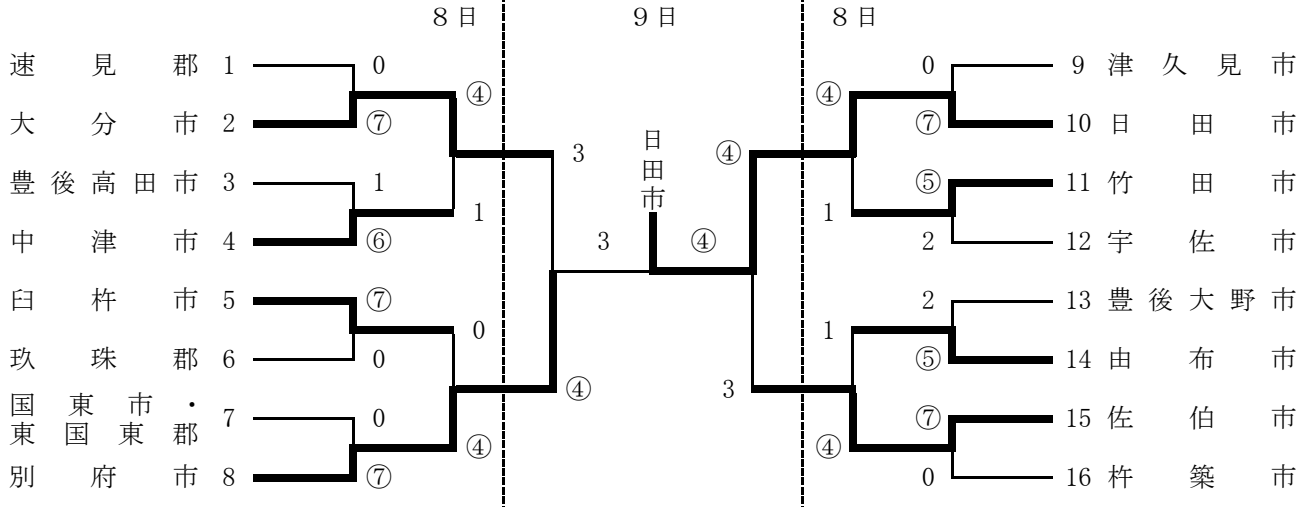 8日 9日 8日
速見郡 1 0 0 9 津久見市
④ ④
大分市 2 ⑦ ⑦ 10 日田市
3 日田市 ④
豊後高田市 3 1 ⑤ 11 竹田市
1 1
中津市 4 ⑥ 3 ④ 2 12 宇佐市
臼杵市 5 ⑦ 2 13 豊後大野市
0 1
玖珠郡 6 0 ⑤ 14 由布市
④ 3
国東市・
東国東郡 7 0 ⑦ 15 佐伯市
④ ④
別府市 8 ⑦ 0 16 杵築市